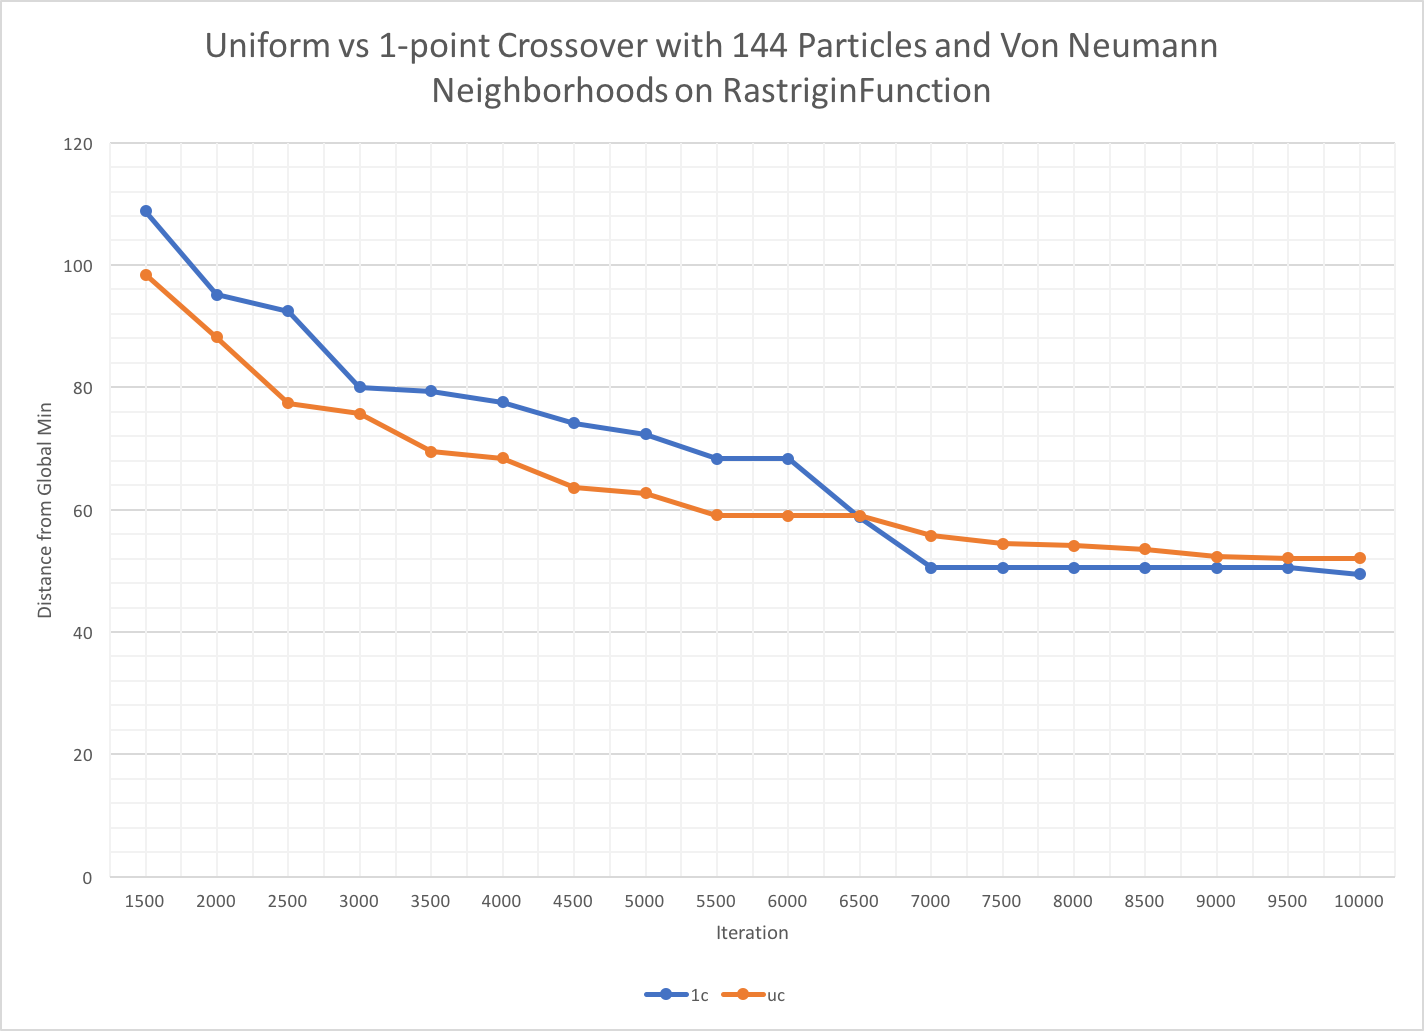 Uniform vs 1-point Crossover with 144 Particles and Von Neumann
Neighborhoods on RastriginFunction
120
100
80
60
40
20
0
Distance from Global Min
1500 2000 2500 3000 3500 4000 4500 5000 5500 6000 6500 7000 7500 8000 8500 9000 9500 10000
Iteration
1c uc